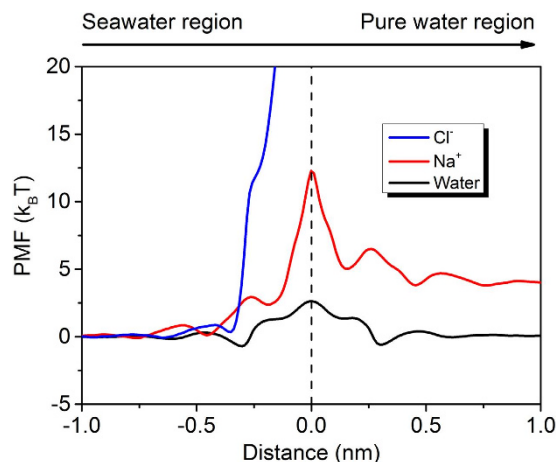 Seawater region Pure water region
20
15
10
5
0
-5
PMF (k_BT)
Cl⁻
Na⁺
Water
-1.0 -0.5 0.0 0.5 1.0
Distance (nm)